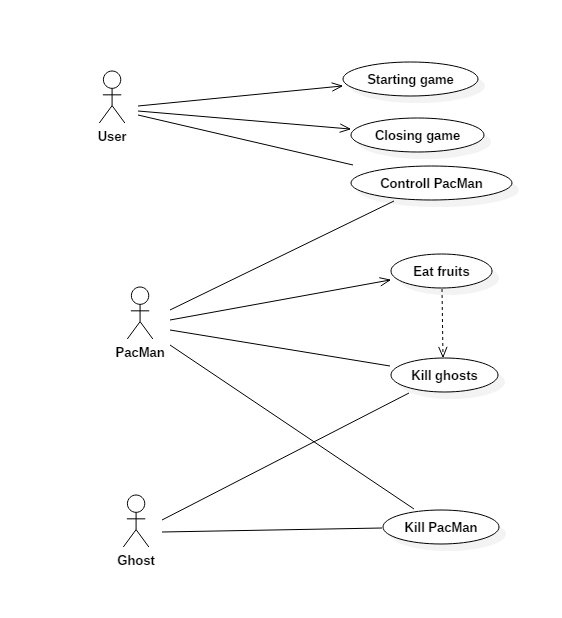 Starting game
User
Closing game
Controll PacMan
Eat fruits
PacMan
Kill ghosts
Kill PacMan
Ghost